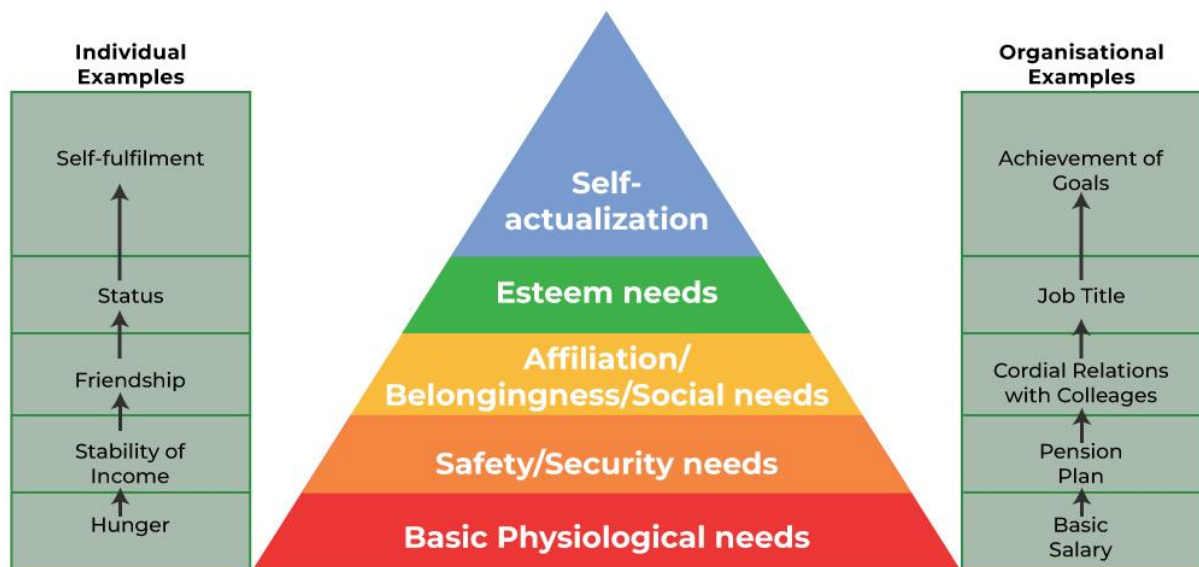 Individual
Examples
Self-fulfilment
Status
Friendship
Stability of
Income
Hunger
Self-
actualization
Esteem needs
Affiliation/
Belongingness/Social needs
Safety/Security needs
Basic Physiological needs
Organisational
Examples
Achievement of
Goals
Job Title
Cordial Relations
with Colleages
Pension
Plan
Basic
Salary